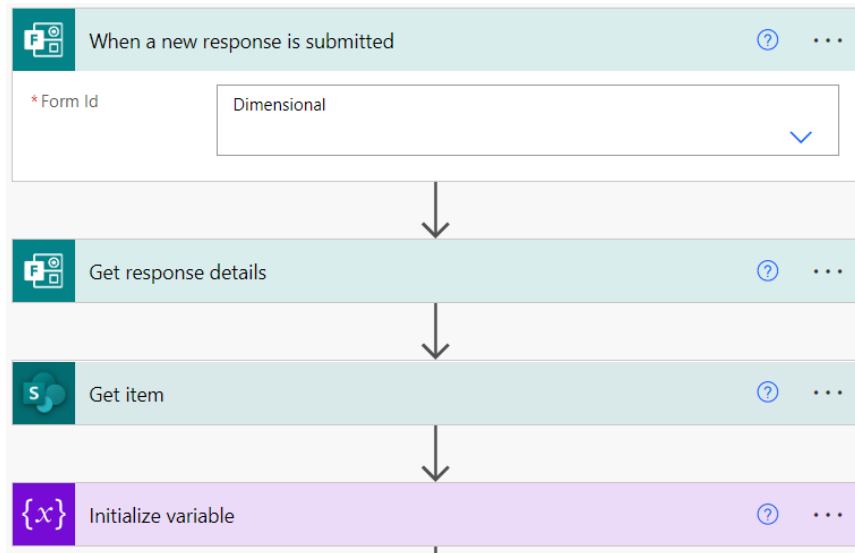 When a new response is submitted
* Form Id
Dimensional
Get response details
Get item
{x} Initialize variable